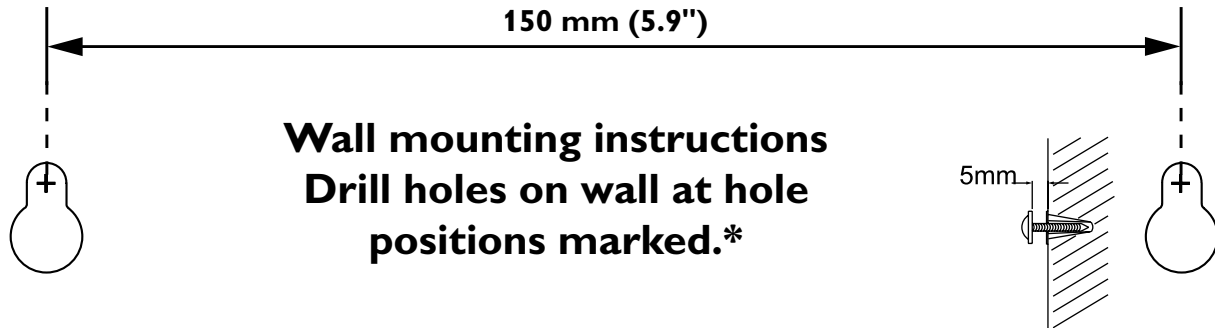 150 mm (5.9")
Wall mounting instructions
Drill holes on wall at hole
positions marked.*
5mm